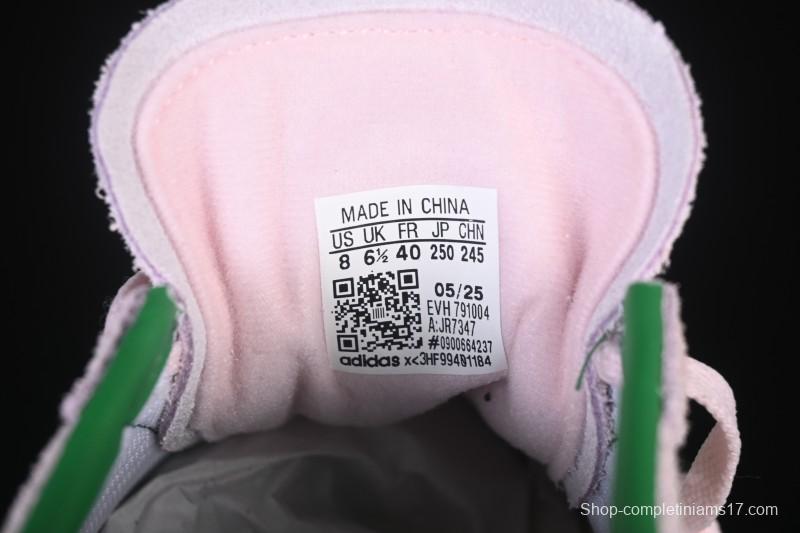 MADE IN CHINA
US UK FR JP CHN
8 6½ 40 250 245
05/25
EVH 791004
A:JR7347
#0900664237
adidas x<3HF99401184
Shop-completiniams17.com